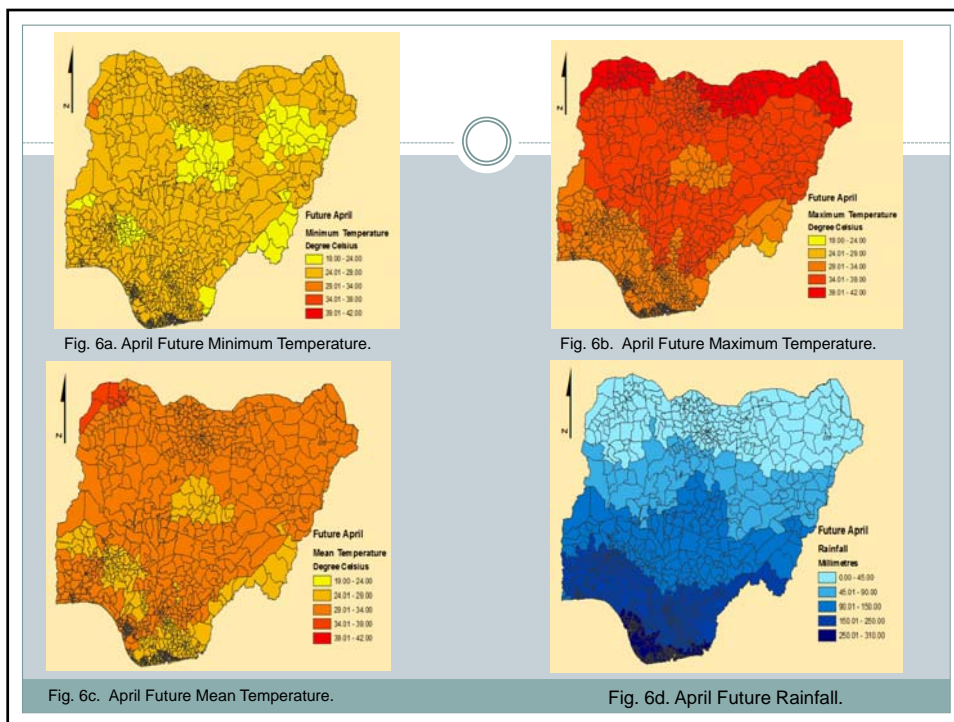 N
Future April
Minimum Temperature
Degree Celsius
19.00 - 24.00
24.01 - 29.00
29.01 - 34.00
34.01 - 39.00
39.01 - 42.00
Fig. 6a. April Future Minimum Temperature.
N
Future April
Maximum Temperature
Degree Celsius
19.00 - 24.00
24.01 - 29.00
29.01 - 34.00
34.01 - 39.00
39.01 - 42.00
Fig. 6b. April Future Maximum Temperature.
N
Future April
Mean Temperature
Degree Celsius
19.00 - 24.00
24.01 - 29.00
29.01 - 34.00
34.01 - 39.00
39.01 - 42.00
Fig. 6c. April Future Mean Temperature.
N
Future April
Rainfall
Millimetres
0.00 - 45.00
45.01 - 90.00
90.01 - 150.00
150.01 - 250.00
250.01 - 310.00
Fig. 6d. April Future Rainfall.